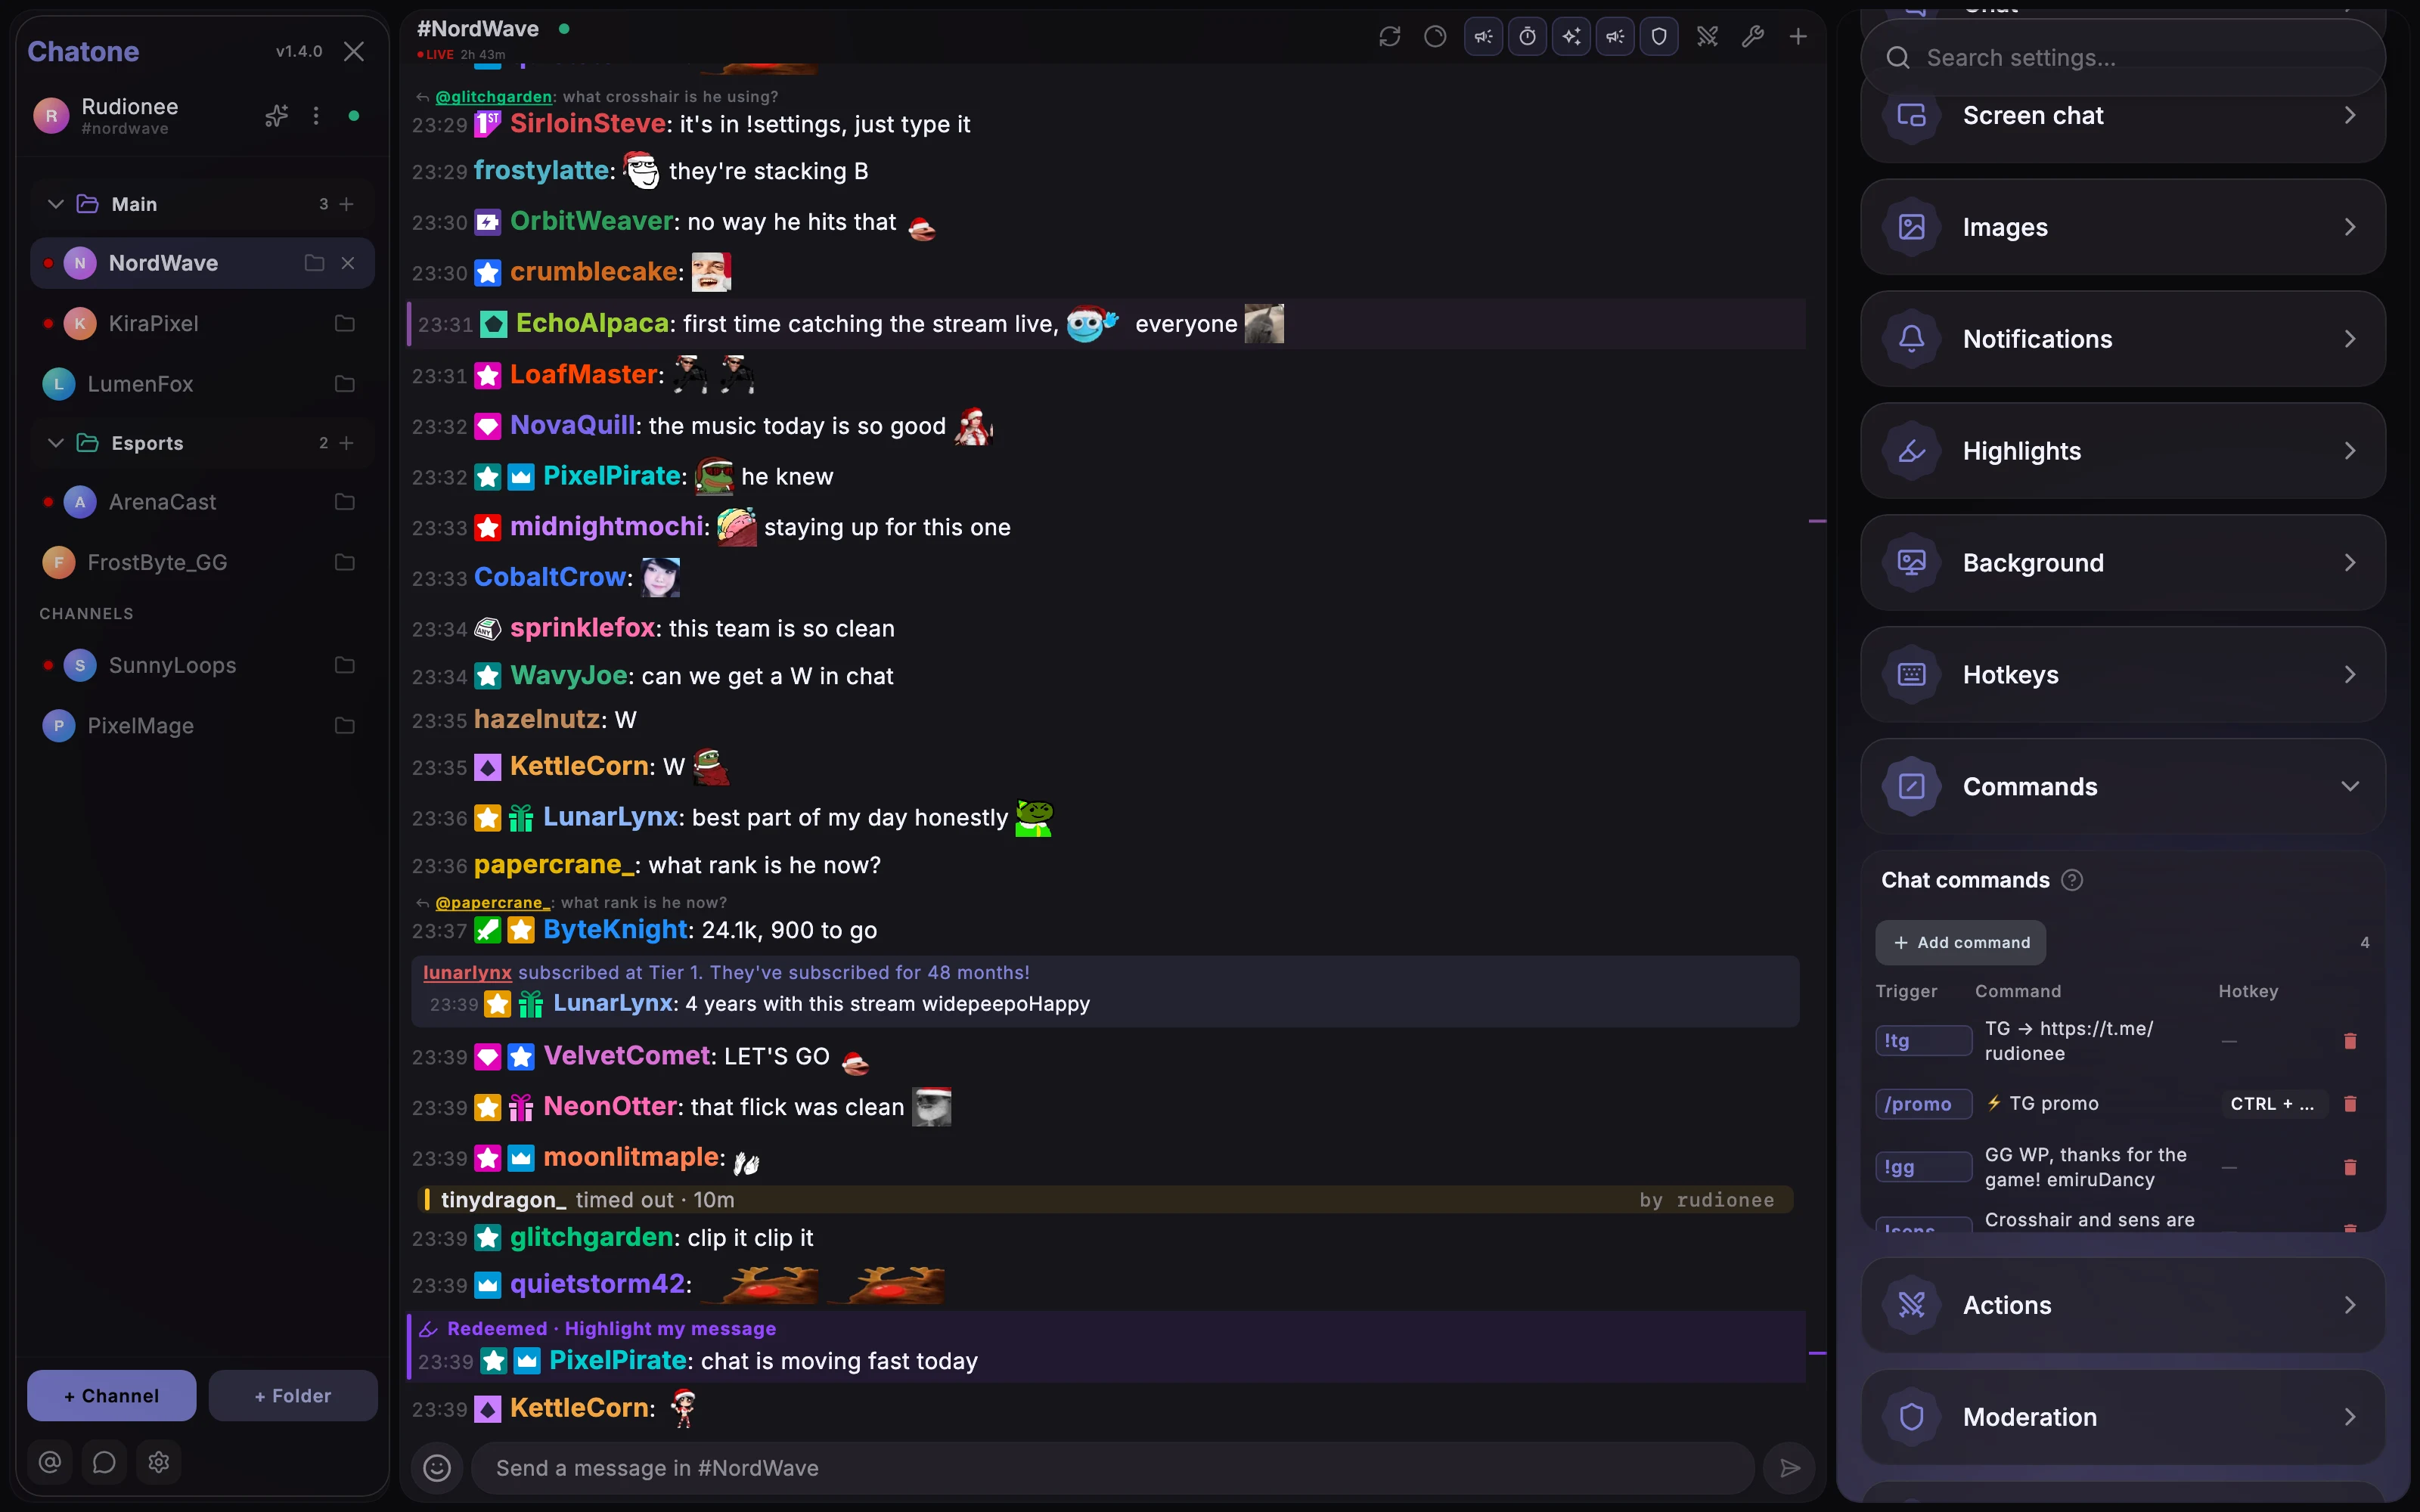 Chatone
v1.4.0
R
Rudionee
#nordwave
Main
3
N
NordWave
K
KiraPixel
L
LumenFox
Esports
2
A
ArenaCast
F
FrostByte_GG
CHANNELS
S
SunnyLoops
P
PixelMage
+ Channel
+ Folder
#NordWave
LIVE 2h 43m
@glitchgarden: what crosshair is he using?
23:29 1ST SirloinSteve: it's in !settings, just type it
23:29 frostylatte: they're stacking B
23:30 OrbitWeaver: no way he hits that
23:30 crumblecake:
23:31 EchoAlpaca: first time catching the stream live, everyone
23:31 LoafMaster:
23:32 NovaQuill: the music today is so good
23:32 PixelPirate: he knew
23:33 midnightmochi: staying up for this one
23:33 CobaltCrow:
23:34 ANY sprinklefox: this team is so clean
23:34 WavyJoe: can we get a W in chat
23:35 hazelnutz: W
23:35 KettleCorn: W
23:36 LunarLynx: best part of my day honestly
23:36 papercrane_: what rank is he now?
@papercrane_: what rank is he now?
23:37 ByteKnight: 24.1k, 900 to go
lunarlynx subscribed at Tier 1. They've subscribed for 48 months!
23:39 LunarLynx: 4 years with this stream widepeepoHappy
23:39 VelvetComet: LET'S GO
23:39 NeonOtter: that flick was clean
23:39 moonlitmaple:
tinydragon_ timed out · 10m by rudionee
23:39 glitchgarden: clip it clip it
23:39 quietstorm42:
Redeemed · Highlight my message
23:39 PixelPirate: chat is moving fast today
23:39 KettleCorn:
Send a message in #NordWave
Search settings...
Screen chat
Images
Notifications
Highlights
Background
Hotkeys
Commands
Chat commands ?
+ Add command
4
Trigger Command Hotkey
!tg TG → https://t.me/
rudionee —
/promo ⚡ TG promo CTRL + ...
!gg GG WP, thanks for the
game! emiruDancy —
!sens Crosshair and sens are
Actions
Moderation